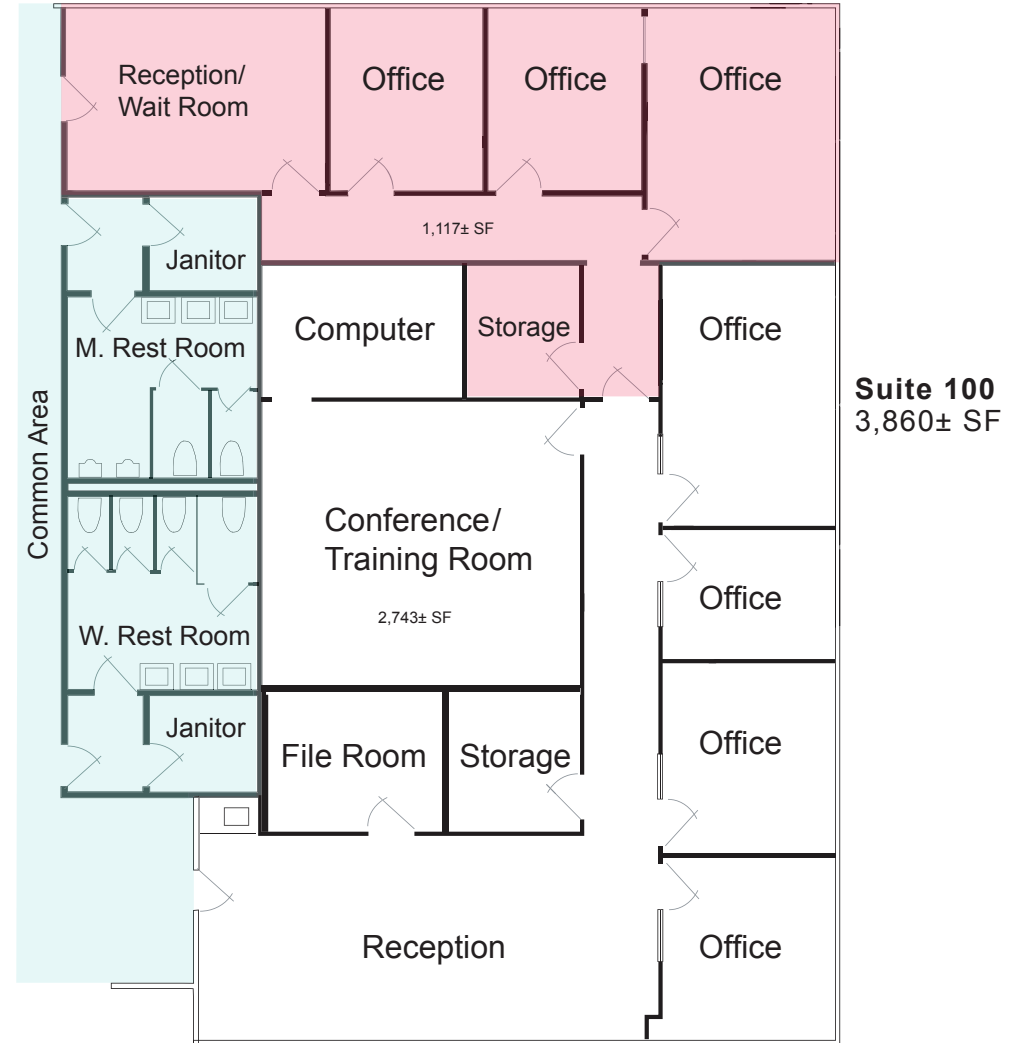 Reception/
Wait Room
Office
Office
Office
1,117± SF
Janitor
Computer
Storage
Office
M. Rest Room
Suite 100
3,860± SF
Common Area
Conference/
Training Room
2,743± SF
Office
W. Rest Room
Janitor
File Room
Storage
Office
Reception
Office